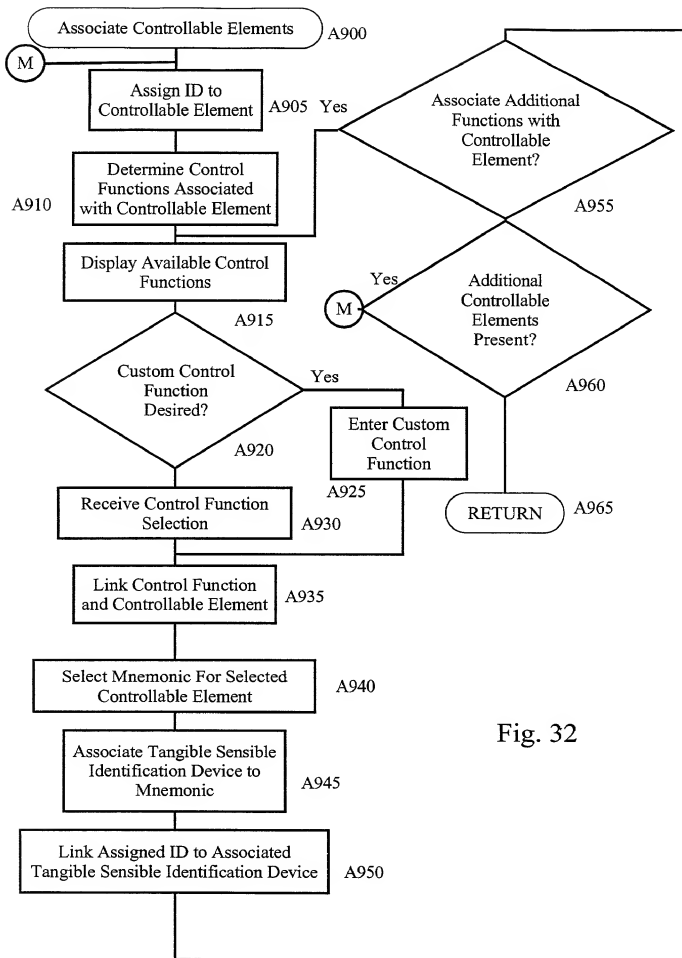 Associate Controllable Elements
A900
M
Assign ID to
Controllable Element
A905
Determine Control
Functions Associated
with Controllable Element
A910
Display Available Control
Functions
A915
Custom Control
Function
Desired?
Yes
A920
Enter Custom
Control
Function
A925
Receive Control Function
Selection
A930
Link Control Function
and Controllable Element
A935
Select Mnemonic For Selected
Controllable Element
A940
Associate Tangible Sensible
Identification Device to
Mnemonic
A945
Link Assigned ID to Associated
Tangible Sensible Identification Device
A950
Yes
Associate Additional
Functions with
Controllable
Element?
A955
Yes
M
Additional
Controllable
Elements
Present?
A960
RETURN
A965
Fig. 32